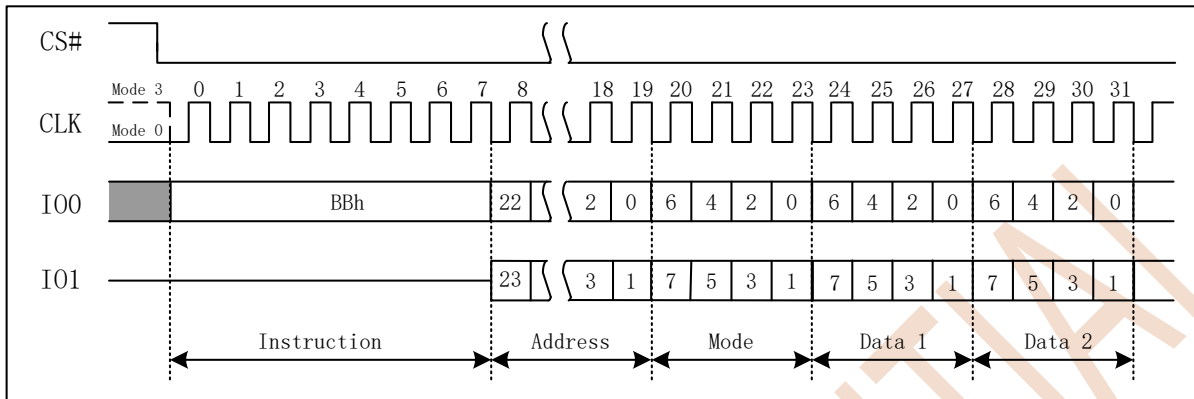 CS#
Mode 3 0 1 2 3 4 5 6 7 8 18 19 20 21 22 23 24 25 26 27 28 29 30 31
CLK
Mode 0
IO0 BBh 22 2 0 6 4 2 0 6 4 2 0 6 4 2 0
IO1 23 3 1 7 5 3 1 7 5 3 1 7 5 3 1
Instruction Address Mode Data 1 Data 2